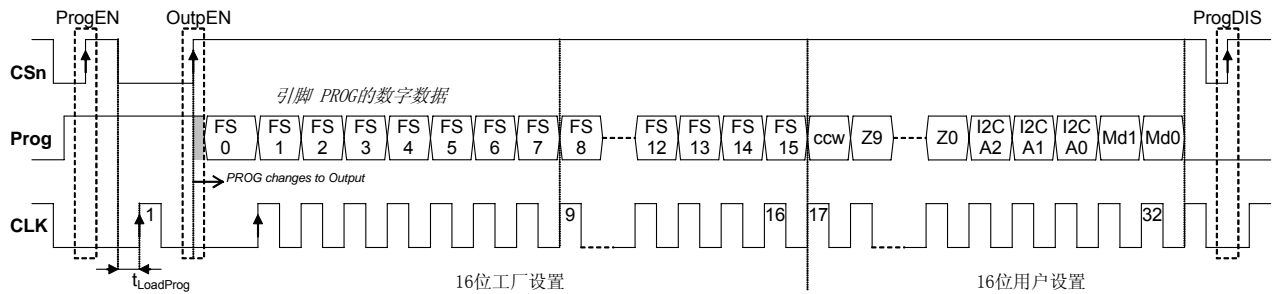 ProgEN OutpEN ProgDIS
CSn
引脚 PROG的数字数据
Prog FS 0 FS 1 FS 2 FS 3 FS 4 FS 5 FS 6 FS 7 FS 8 FS 12 FS 13 FS 14 FS 15 ccw Z9 Z0 I2C A2 I2C A1 I2C A0 Md1 Md0
PROG changes to Output
CLK 1 9 16 17 32
tLoadProg 16位工厂设置 16位用户设置